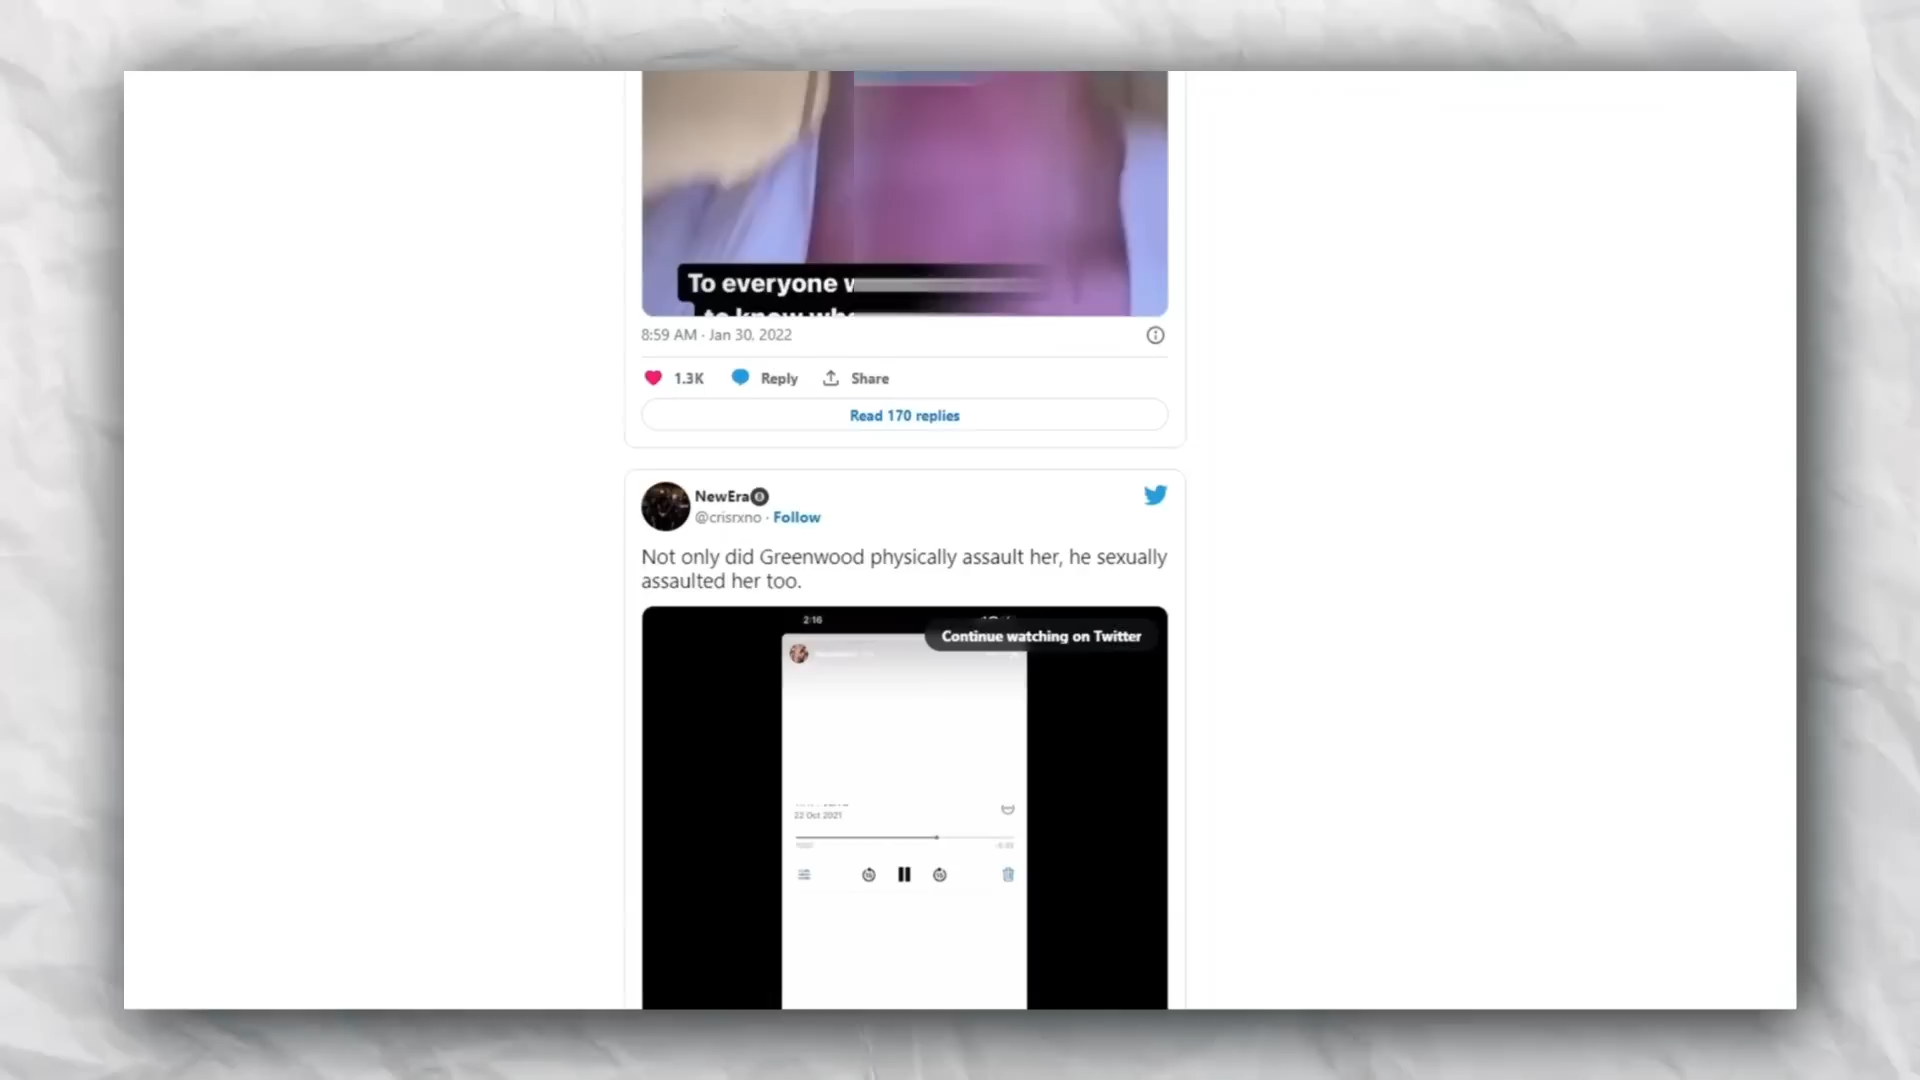 To everyone
8:59 AM · Jan 30, 2022
1.3K Reply Share
Read 170 replies
NewEra
@crisrxno · Follow
Not only did Greenwood physically assault her, he sexually
assaulted her too.
2:16
Continue watching on Twitter
22 Oct 2021